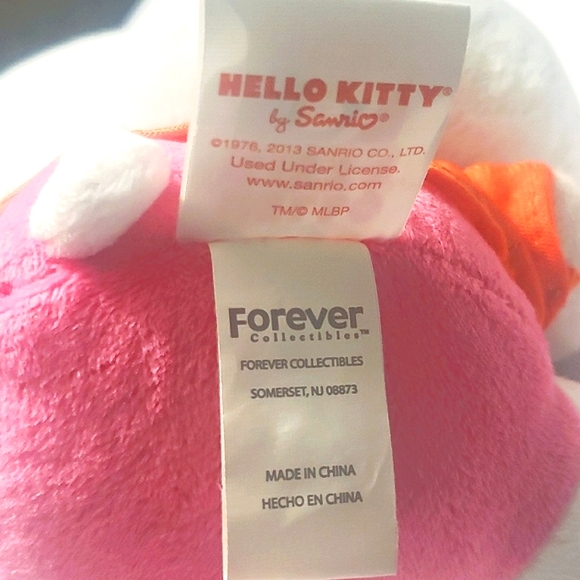 HELLO KITTY®
by Sanrio®
©1976, 2013 SANRIO CO., LTD.
Used Under License.
www.sanrio.com
TM/© MLBP
Forever
Collectibles™
FOREVER COLLECTIBLES
SOMERSET, NJ 08873
MADE IN CHINA
HECHO EN CHINA